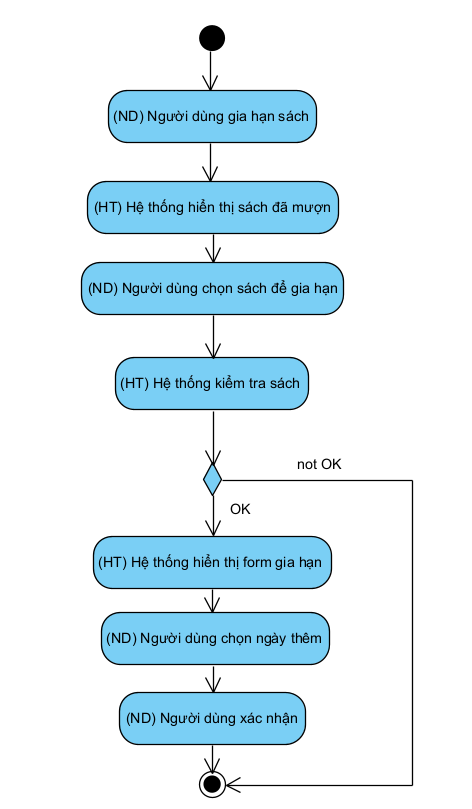 (ND) Người dùng gia hạn sách
(HT) Hệ thống hiển thị sách đã mượn
(ND) Người dùng chọn sách để gia hạn
(HT) Hệ thống kiểm tra sách
not OK
OK
(HT) Hệ thống hiển thị form gia hạn
(ND) Người dùng chọn ngày thêm
(ND) Người dùng xác nhận